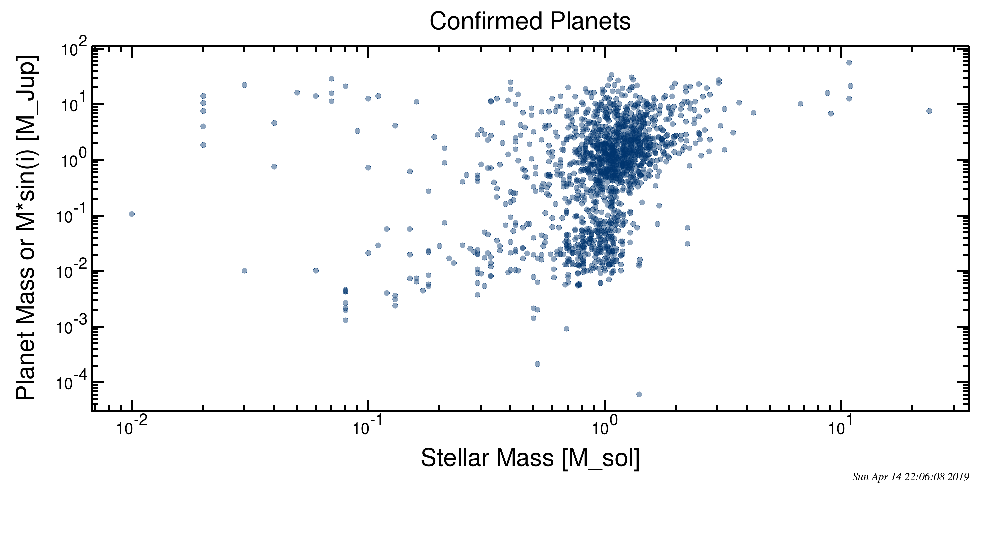 Confirmed Planets
Planet Mass or M*sin(i) [M_Jup]
10^2
10^1
10^0
10^-1
10^-2
10^-3
10^-4
10^-2 10^-1 10^0 10^1
Stellar Mass [M_sol]
Sun Apr 14 22:06:08 2019